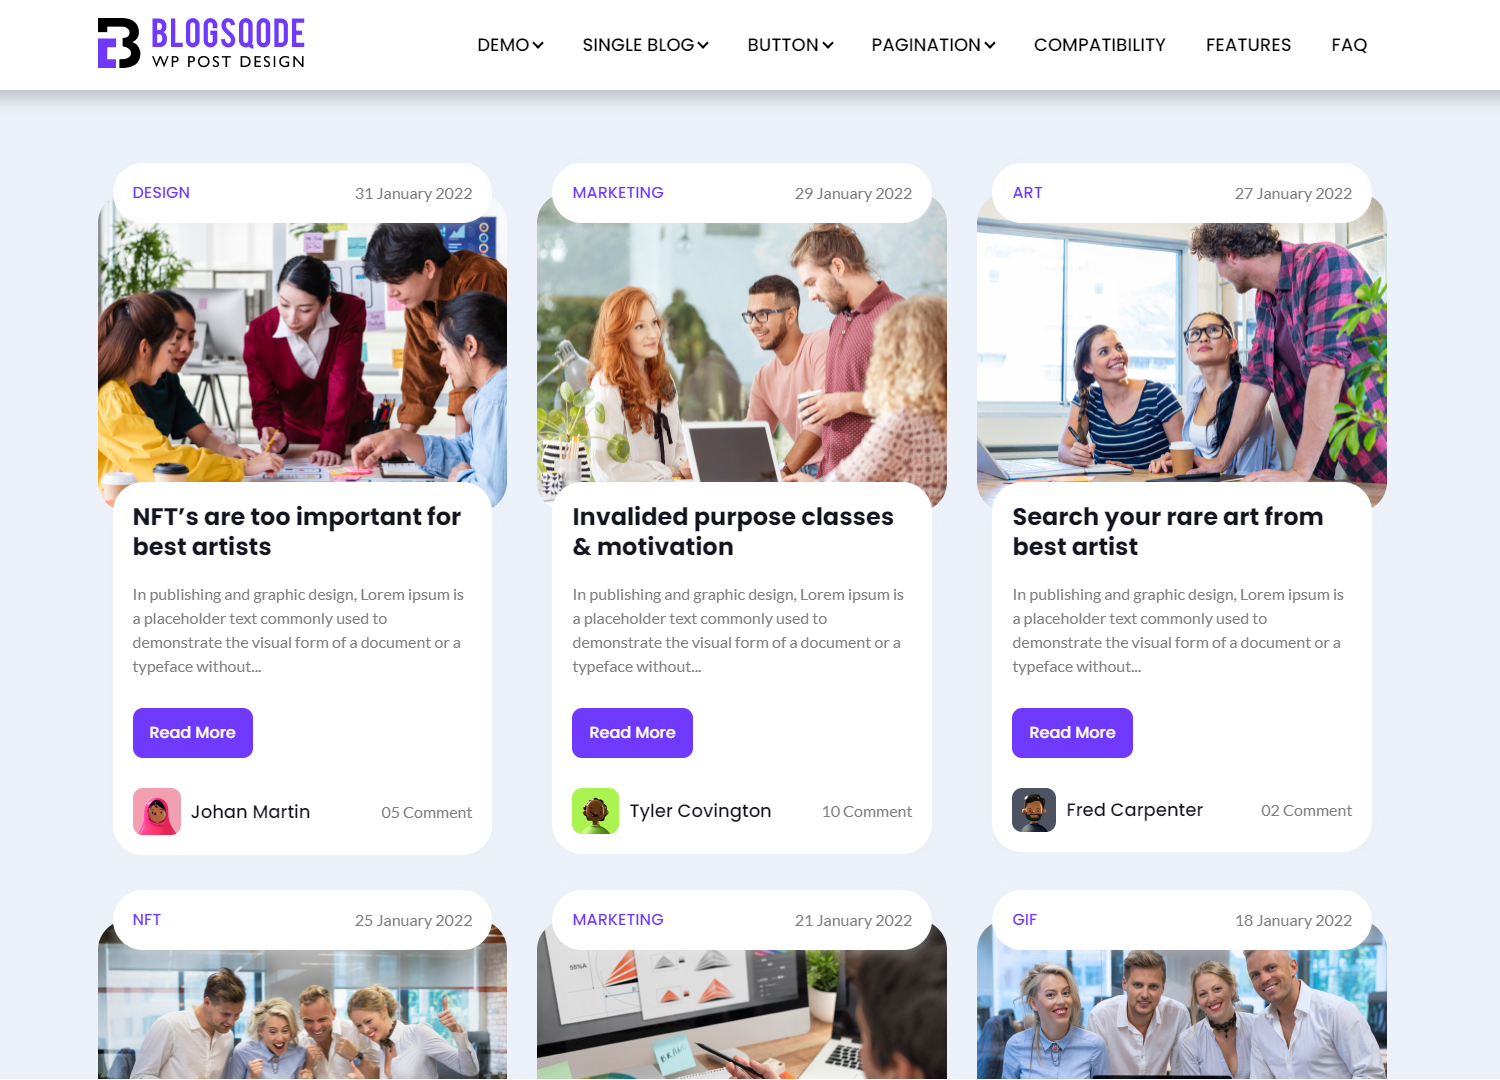 BLOGSQODE
WP POST DESIGN
DEMO
SINGLE BLOG
BUTTON
PAGINATION
COMPATIBILITY
FEATURES
FAQ
DESIGN
31 January 2022
NFT’s are too important for
best artists
In publishing and graphic design, Lorem ipsum is
a placeholder text commonly used to
demonstrate the visual form of a document or a
typeface without...
Read More
Johan Martin
05 Comment
MARKETING
29 January 2022
Invalided purpose classes
& motivation
In publishing and graphic design, Lorem ipsum is
a placeholder text commonly used to
demonstrate the visual form of a document or a
typeface without...
Read More
Tyler Covington
10 Comment
ART
27 January 2022
Search your rare art from
best artist
In publishing and graphic design, Lorem ipsum is
a placeholder text commonly used to
demonstrate the visual form of a document or a
typeface without...
Read More
Fred Carpenter
02 Comment
NFT
25 January 2022
MARKETING
21 January 2022
55%A
GIF
18 January 2022